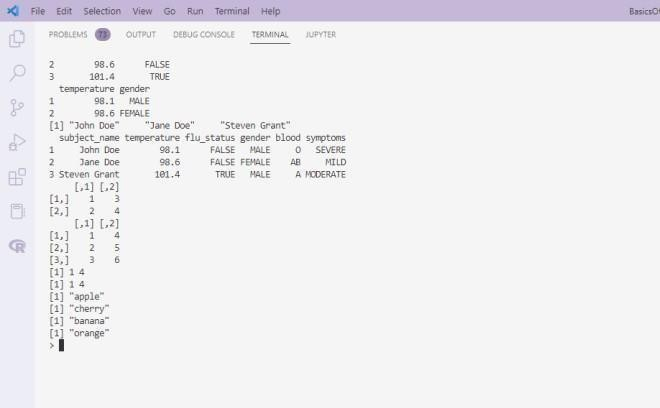 File Edit Selection View Go Run Terminal Help BasicsO
PROBLEMS 73 OUTPUT DEBUG CONSOLE TERMINAL JUPYTER
2 98.6 FALSE
3 101.4 TRUE
temperature gender
1 98.1 MALE
2 98.6 FEMALE
[1] "John Doe" "Jane Doe" "Steven Grant"
subject_name temperature flu_status gender blood symptoms
1 John Doe 98.1 FALSE MALE O SEVERE
2 Jane Doe 98.6 FALSE FEMALE AB MILD
3 Steven Grant 101.4 TRUE MALE A MODERATE
[,1] [,2]
[1,] 1 3
[2,] 2 4
[,1] [,2]
[1,] 1 4
[2,] 2 5
[3,] 3 6
[1] 1 4
[1] 1 4
[1] "apple"
[1] "cherry"
[1] "banana"
[1] "orange"
>